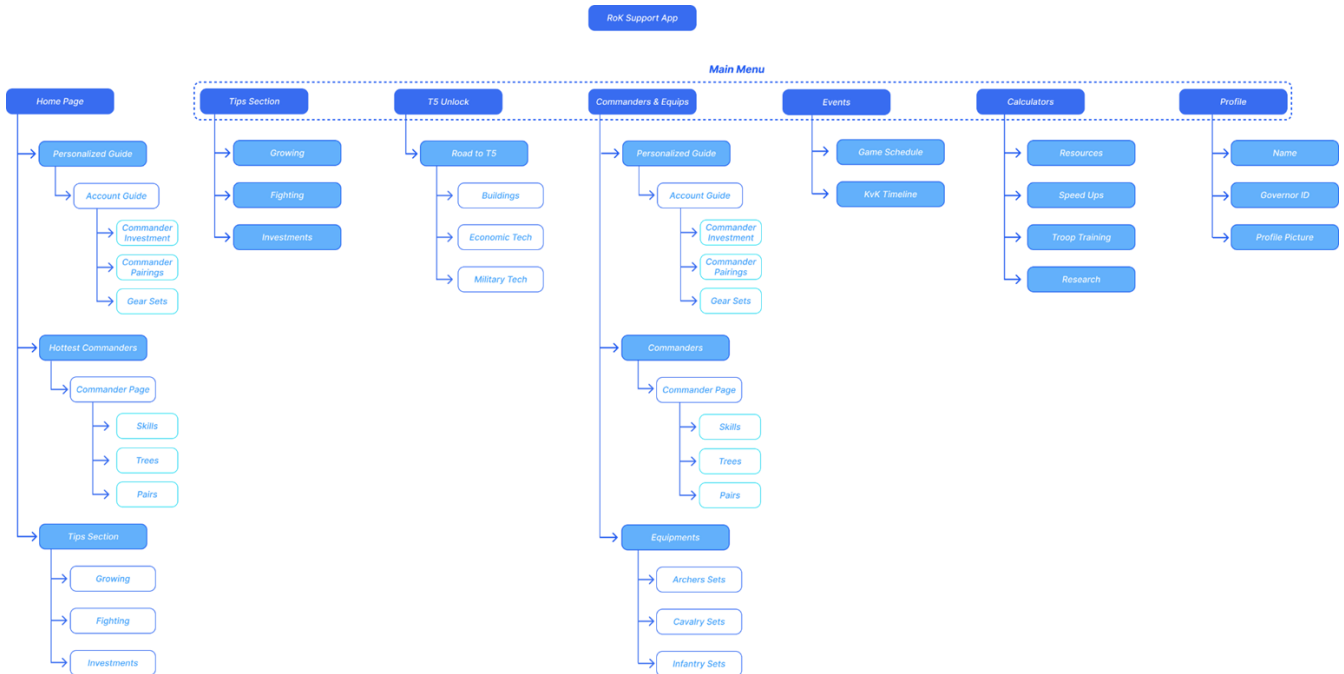 RoK Support App
Main Menu
Home Page
Tips Section
T5 Unlock
Commanders & Equips
Events
Calculators
Profile
Personalized Guide
Account Guide
Commander
Investment
Commander
Pairings
Gear Sets
Hottest Commanders
Commander Page
Skills
Trees
Pairs
Tips Section
Growing
Fighting
Investments
Growing
Fighting
Investments
Road to T5
Buildings
Economic Tech
Military Tech
Personalized Guide
Account Guide
Commander
Investment
Commander
Pairings
Gear Sets
Commanders
Commander Page
Skills
Trees
Pairs
Equipments
Archers Sets
Cavalry Sets
Infantry Sets
Game Schedule
KvK Timeline
Resources
Speed Ups
Troop Training
Research
Name
Governor ID
Profile Picture